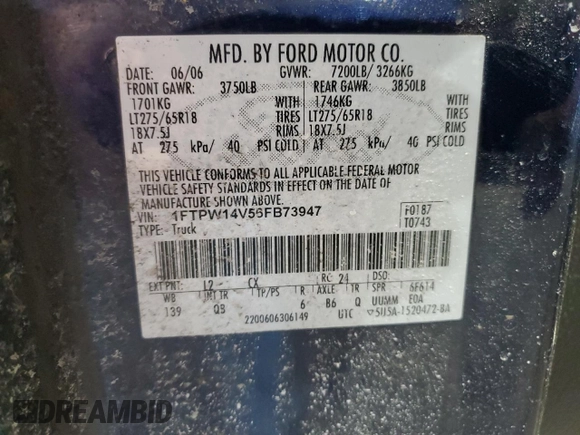 MFD. BY FORD MOTOR CO.
DATE: 06/06 GVWR: 7200LB/ 3266KG
FRONT GAWR: 3750LB REAR GAWR: 3850LB
1701KG WITH 1746KG WITH
LT275/65R18 TIRES LT275/65R18 TIRES
18X7.5J RIMS 18X7.5J RIMS
AT 275 kPa/ 40 PSI COLD AT 275 kPa/ 40 PSI COLD
THIS VEHICLE CONFORMS TO ALL APPLICABLE FEDERAL MOTOR
VEHICLE SAFETY STANDARDS IN EFFECT ON THE DATE OF
MANUFACTURE SHOWN ABOVE.
VIN: 1FTPW14V56FB73947 F0187
TYPE: Truck T0743
EXT PNT: L2 CX RC: 24 DSO:
WB INT TR TP/PS R AXLE TR SPR 6F614
139 QB 6 B6 Q UUMM E0A
2200606306149 UTC 5U5A-1520472-BA
DREAMBID